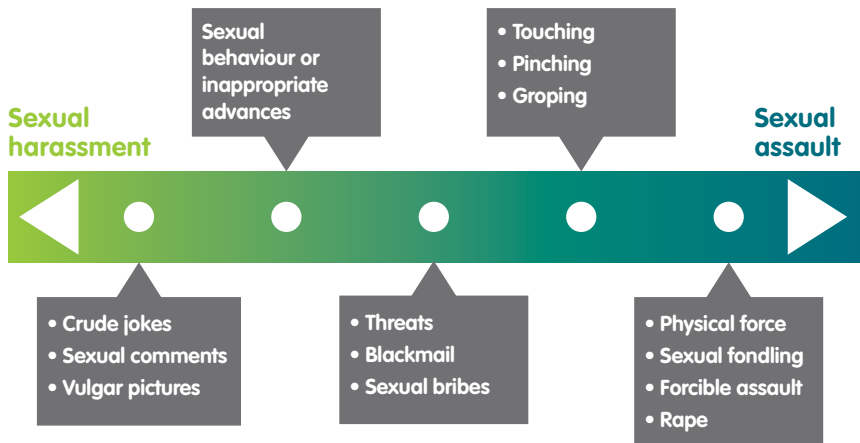 Sexual
harassment
• Crude jokes
• Sexual comments
• Vulgar pictures
Sexual
behaviour or
inappropriate
advances
• Threats
• Blackmail
• Sexual bribes
• Touching
• Pinching
• Groping
• Physical force
• Sexual fondling
• Forcible assault
• Rape
Sexual
assault